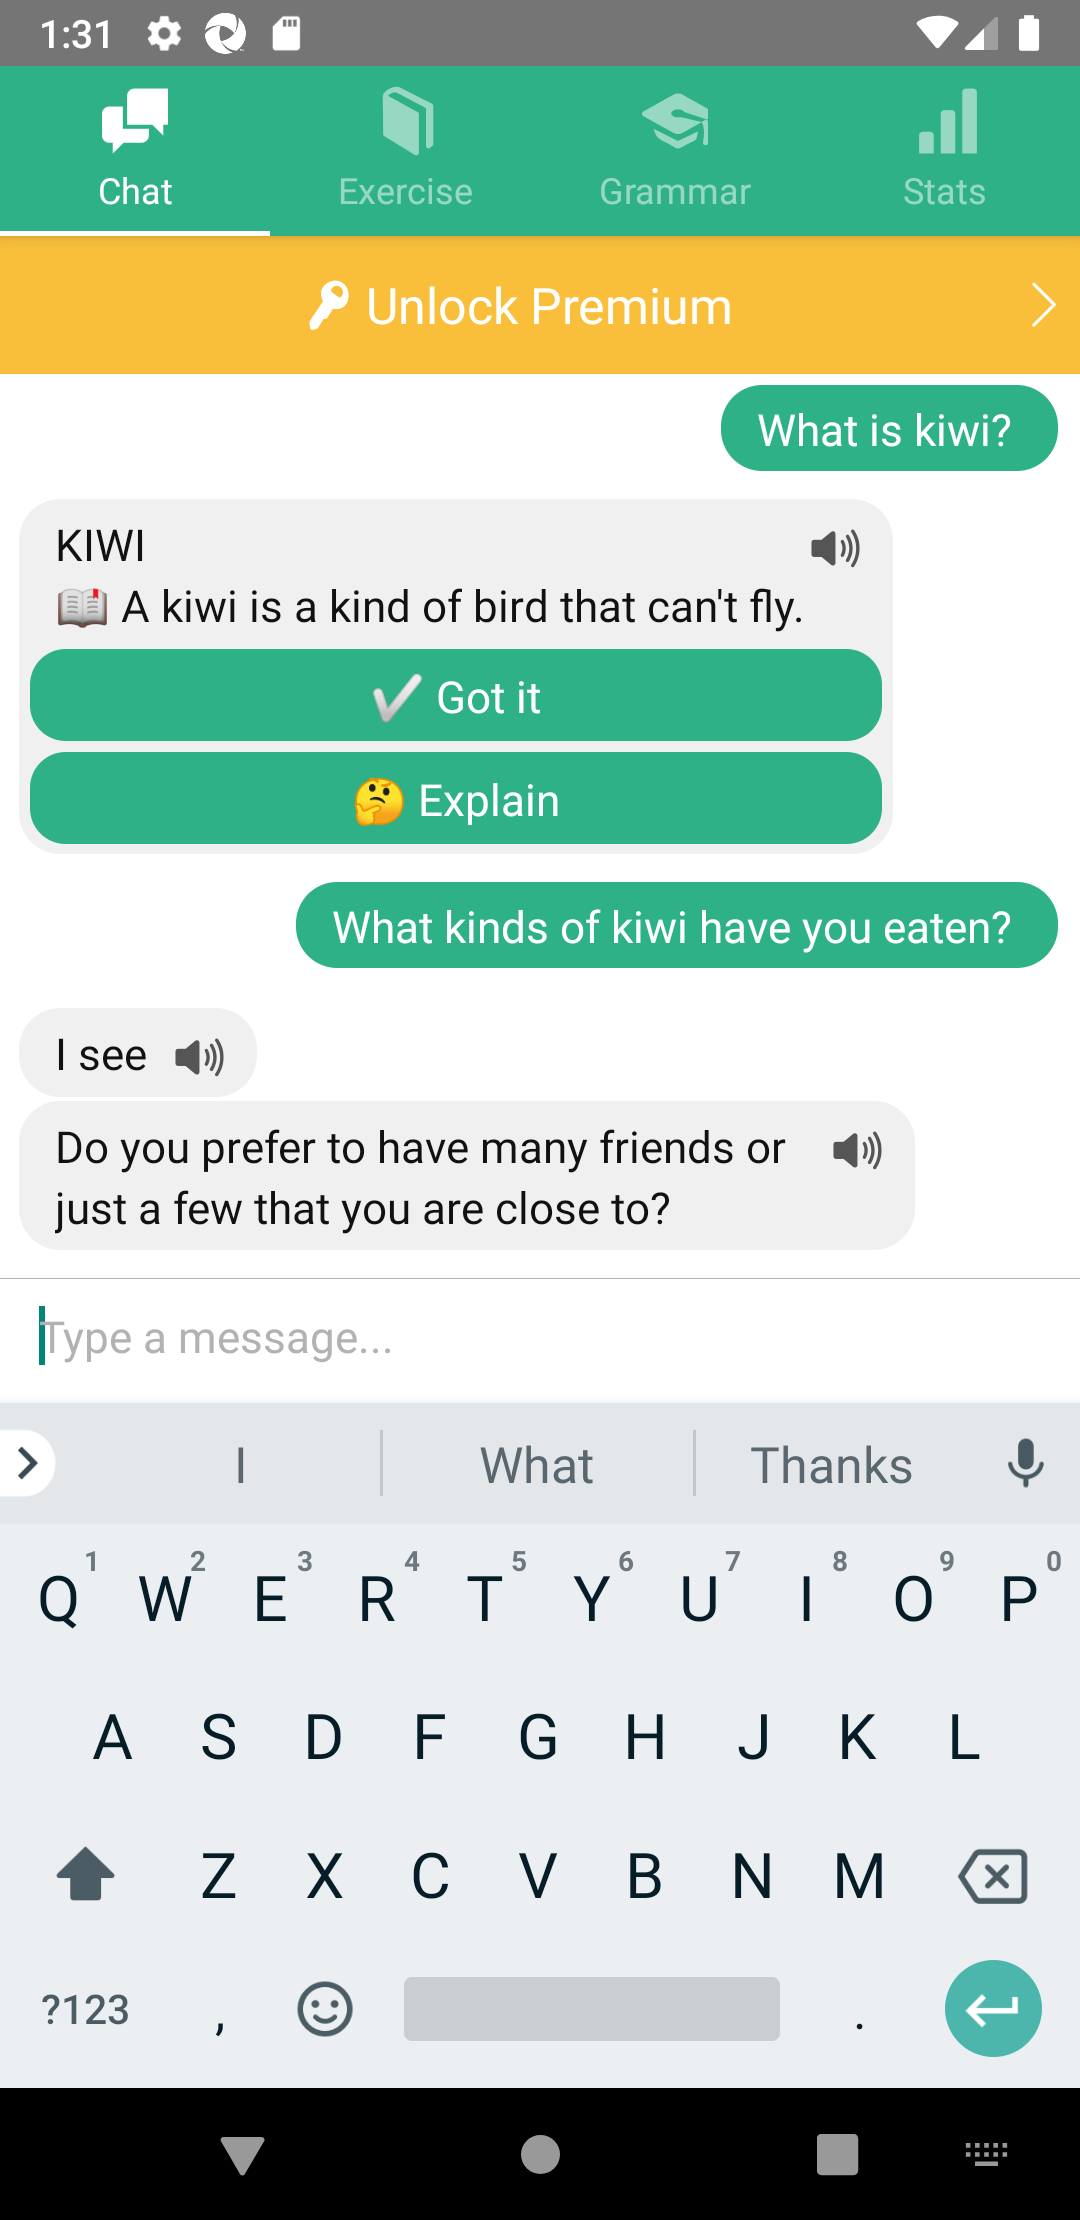 1:31
Chat
Exercise
Grammar
Stats
Unlock Premium
What is kiwi?
KIWI
📖 A kiwi is a kind of bird that can't fly.
✔ Got it
🤔 Explain
What kinds of kiwi have you eaten?
I see
Do you prefer to have many friends or
just a few that you are close to?
Type a message...
I What Thanks
1 2 3 4 5 6 7 8 9 0
Q W E R T Y U I O P
A S D F G H J K L
Z X C V B N M
?123 , .